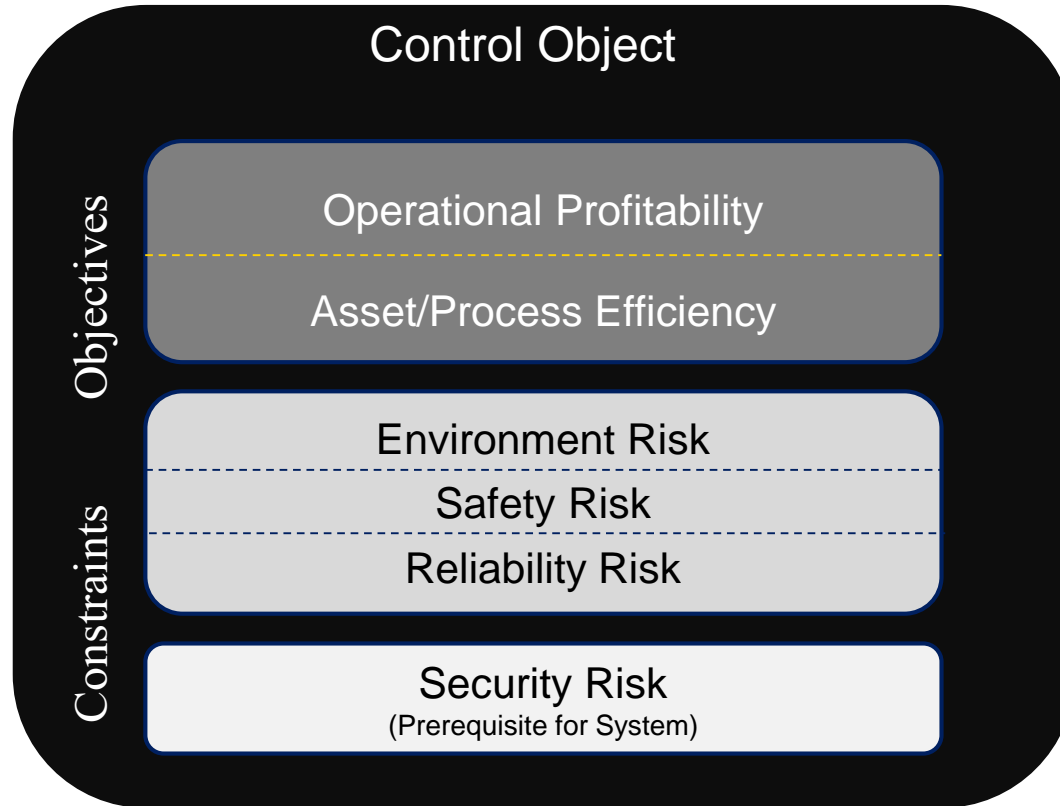 Control Object
Objectives
Operational Profitability
Asset/Process Efficiency
Constraints
Environment Risk
Safety Risk
Reliability Risk
Security Risk
(Prerequisite for System)